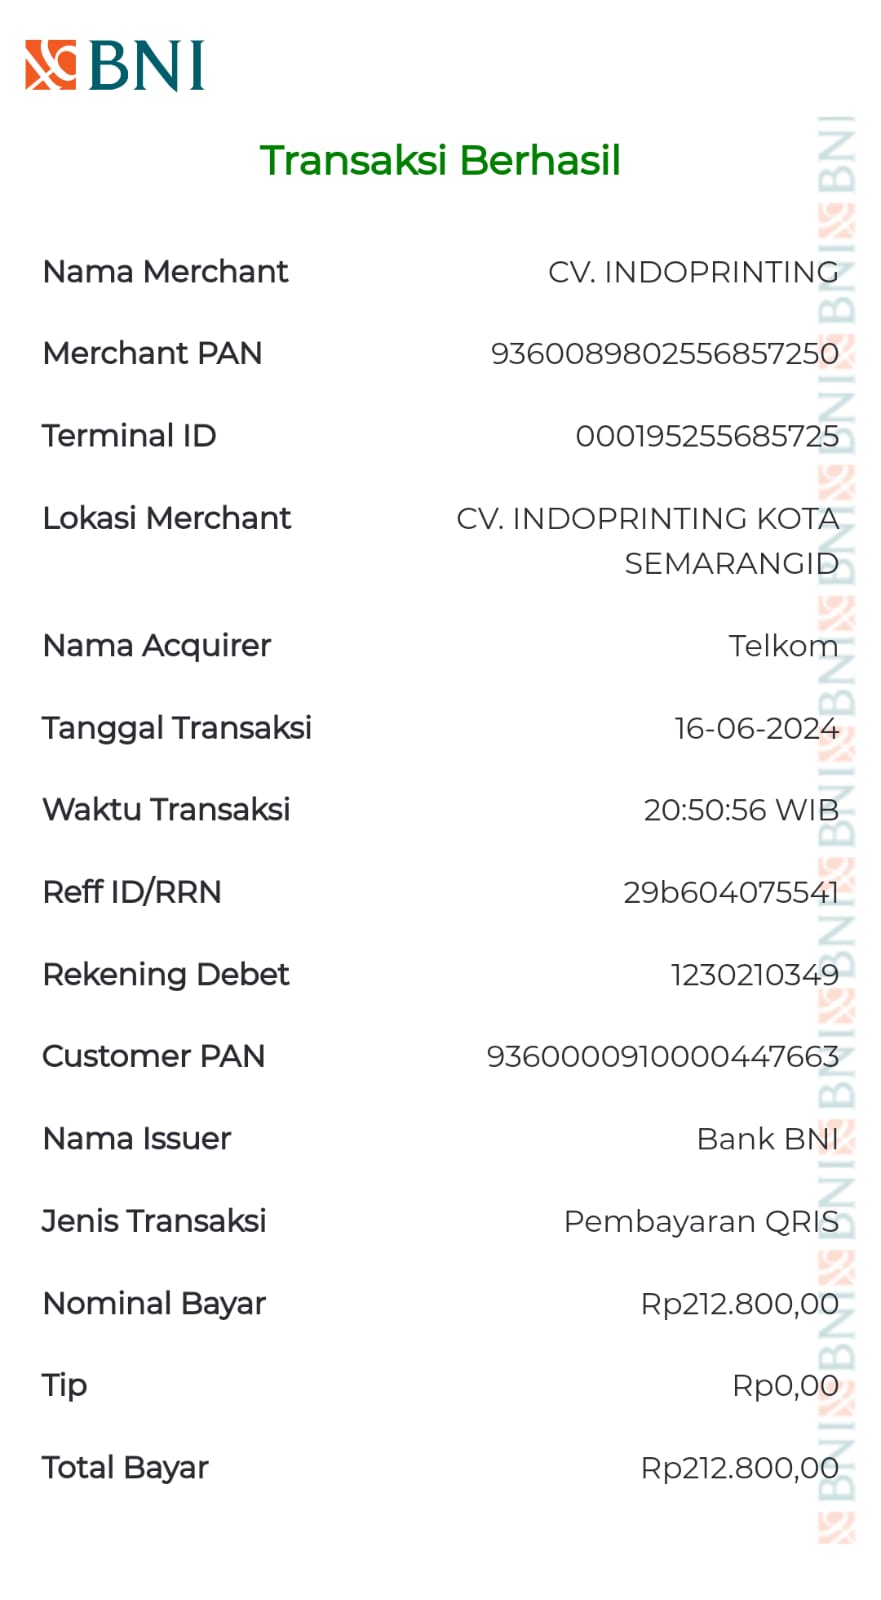 BNI
Transaksi Berhasil
Nama Merchant CV. INDOPRINTING
Merchant PAN 9360089802556857250
Terminal ID 000195255685725
Lokasi Merchant CV. INDOPRINTING KOTA
SEMARANGID
Nama Acquirer Telkom
Tanggal Transaksi 16-06-2024
Waktu Transaksi 20:50:56 WIB
Reff ID/RRN 29b604075541
Rekening Debet 1230210349
Customer PAN 9360000910000447663
Nama Issuer Bank BNI
Jenis Transaksi Pembayaran QRIS
Nominal Bayar Rp212.800,00
Tip Rp0,00
Total Bayar Rp212.800,00
BNI BNI BNI BNI BNI BNI BNI BNI BNI BNI BNI